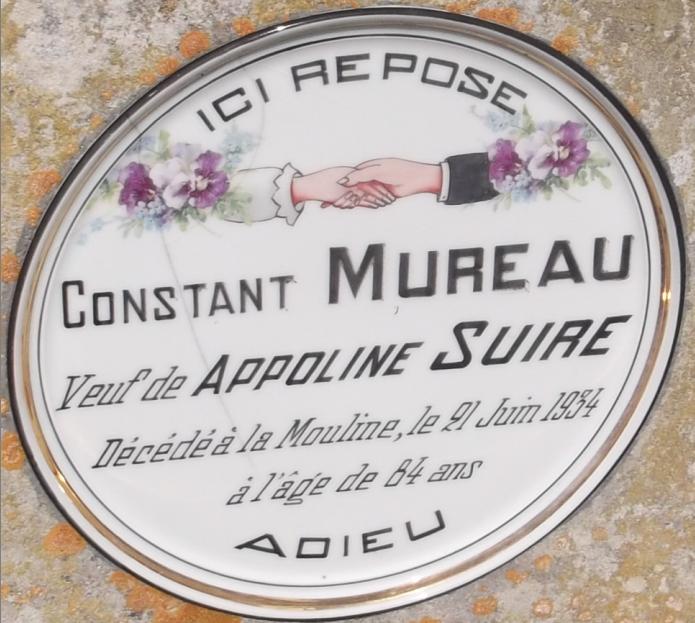 ICI REPOSE
CONSTANT MUREAU
Veuf de APPOLINE SUIRE
Décédé à la Mouline, le 21 Juin 1934
à l'âge de 84 ans
ADIEU